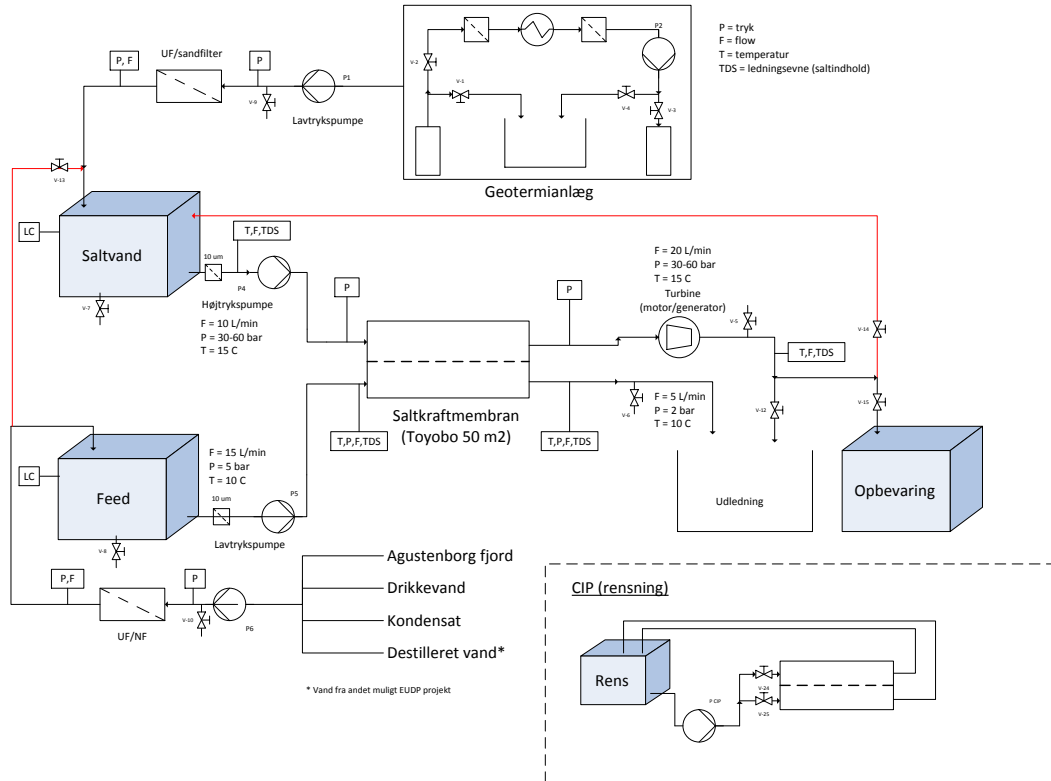 UF/sandfilter
P, F
P
P1
V-9
Lavtrykspumpe
V-2
V-1
P2
V-4
V-3
Geotermianlæg
P = tryk
F = flow
T = temperatur
TDS = ledningsevne (saltindhold)
V-13
LC
Saltvand
V-7
10 um
T,F,TDS
P4
Højtrykspumpe
F = 10 L/min
P = 30-60 bar
T = 15 C
P
Saltkraftmembran
(Toyobo 50 m2)
T,P,F,TDS
P
T,P,F,TDS
F = 20 L/min
P = 30-60 bar
T = 15 C
Turbine
(motor/generator)
V-5
T,F,TDS
V-14
V-12
V-15
V-6
F = 5 L/min
P = 2 bar
T = 10 C
Udledning
Opbevaring
LC
Feed
V-8
F = 15 L/min
P = 5 bar
T = 10 C
10 um
P5
Lavtrykspumpe
P,F
UF/NF
P
V-10
P6
Agustenborg fjord
Drikkevand
Kondensat
Destilleret vand*
* Vand fra andet muligt EUDP projekt
CIP (rensning)
Rens
P CIP
V-24
V-25